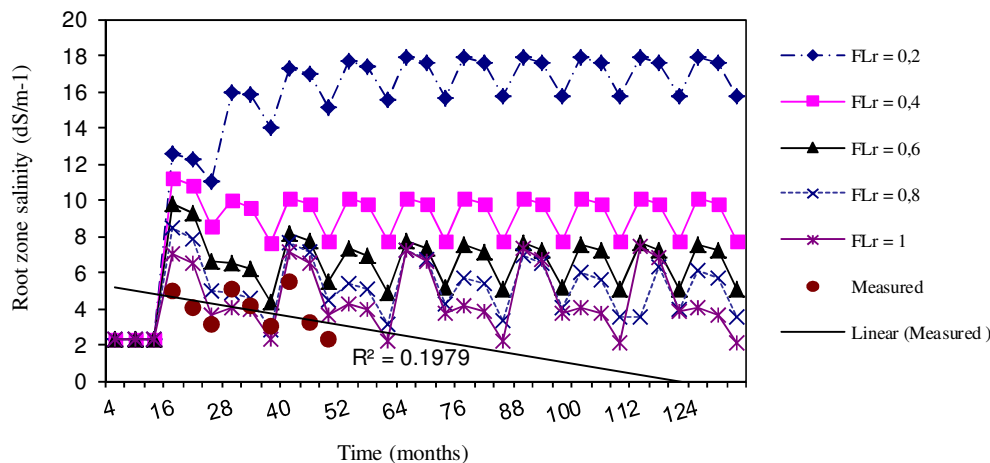 Root zone salinity (dS/m-1)
20
18
16
14
12
10
8
6
4
2
0
4
16
28
40
52
64
76
88
100
112
124
Time (months)
R² = 0.1979
FLr = 0,2
FLr = 0,4
FLr = 0,6
FLr = 0,8
FLr = 1
Measured
Linear (Measured )